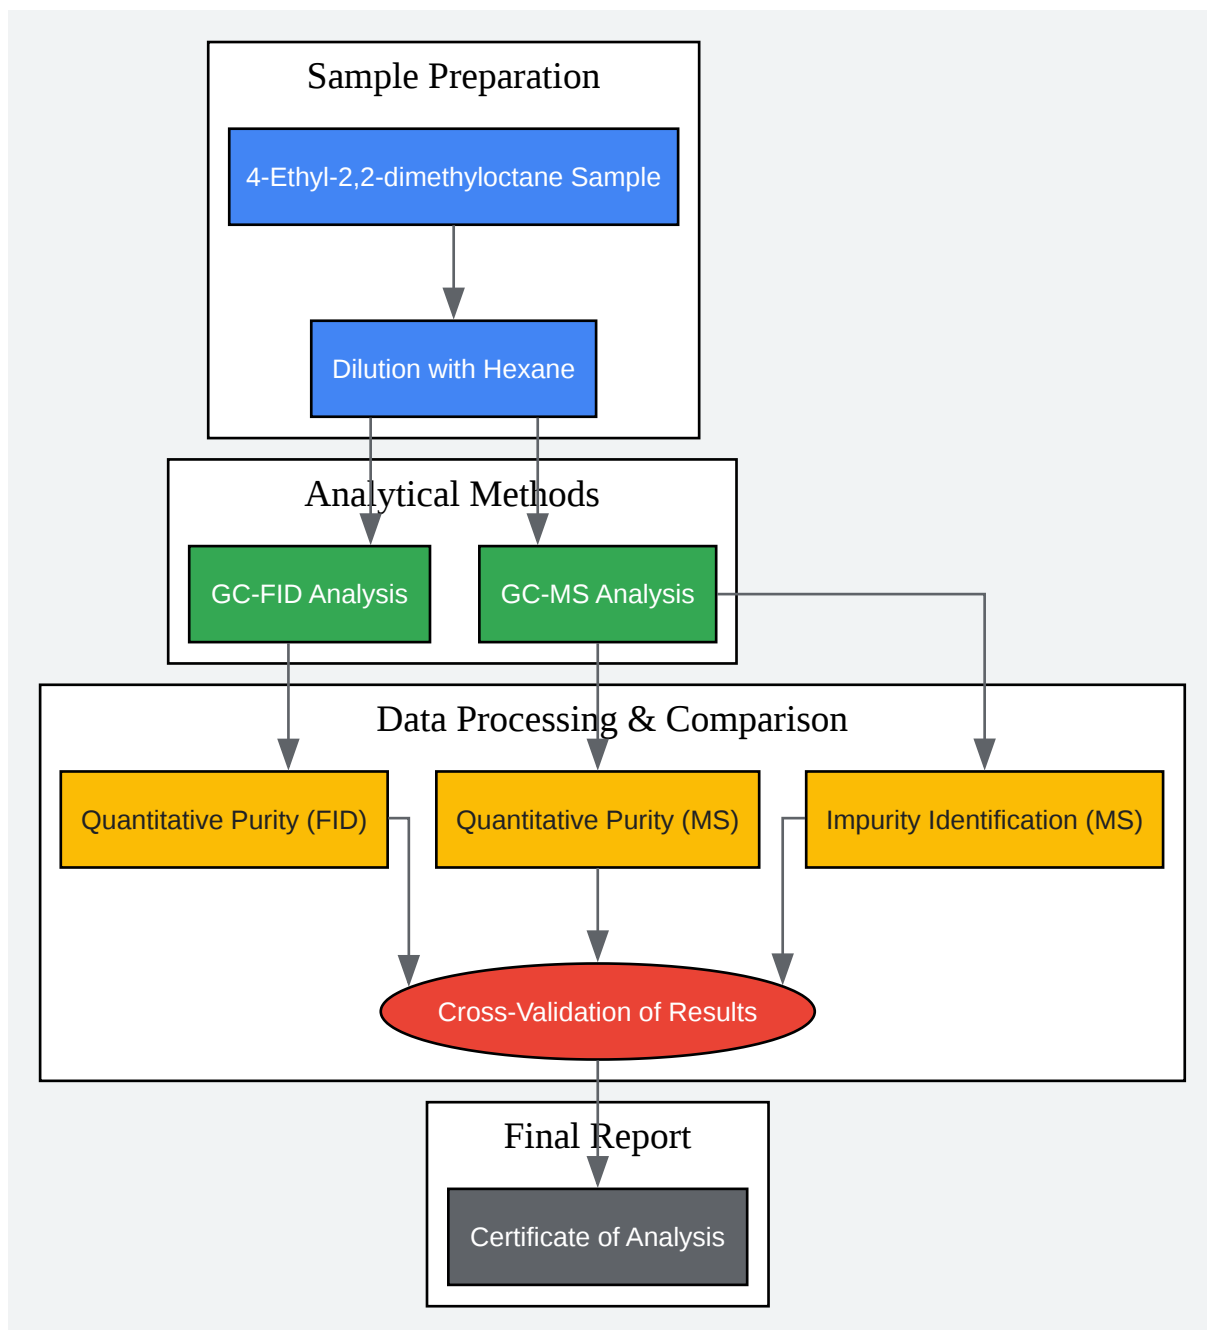 Sample Preparation
4-Ethyl-2,2-dimethyloctane Sample
Dilution with Hexane
Analytical Methods
GC-FID Analysis
GC-MS Analysis
Data Processing & Comparison
Quantitative Purity (FID)
Quantitative Purity (MS)
Impurity Identification (MS)
Cross-Validation of Results
Final Report
Certificate of Analysis